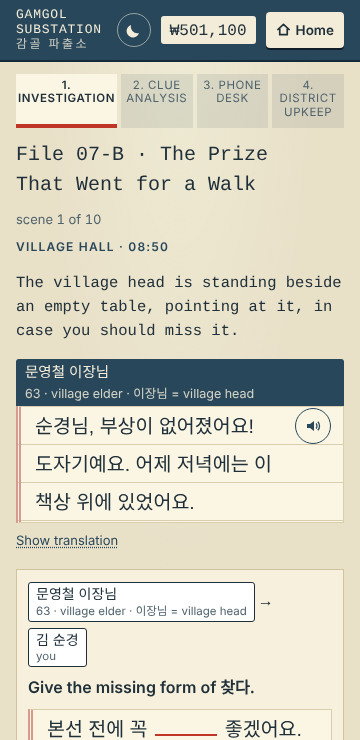 GAMGOL
SUBSTATION
감골 파출소
₩501,100
Home
1.
INVESTIGATION
2. CLUE
ANALYSIS
3. PHONE
DESK
4.
DISTRICT
UPKEEP
File 07-B · The Prize
That Went for a Walk
scene 1 of 10
VILLAGE HALL · 08:50
The village head is standing beside
an empty table, pointing at it, in
case you should miss it.
문영철 이장님
63 · village elder · 이장님 = village head
순경님, 부상이 없어졌어요!
도자기예요. 어제 저녁에는 이
책상 위에 있었어요.
Show translation
문영철 이장님
63 · village elder · 이장님 = village head
→
김 순경
you
Give the missing form of 찾다.
본선 전에 꼭 ______ 좋겠어요.